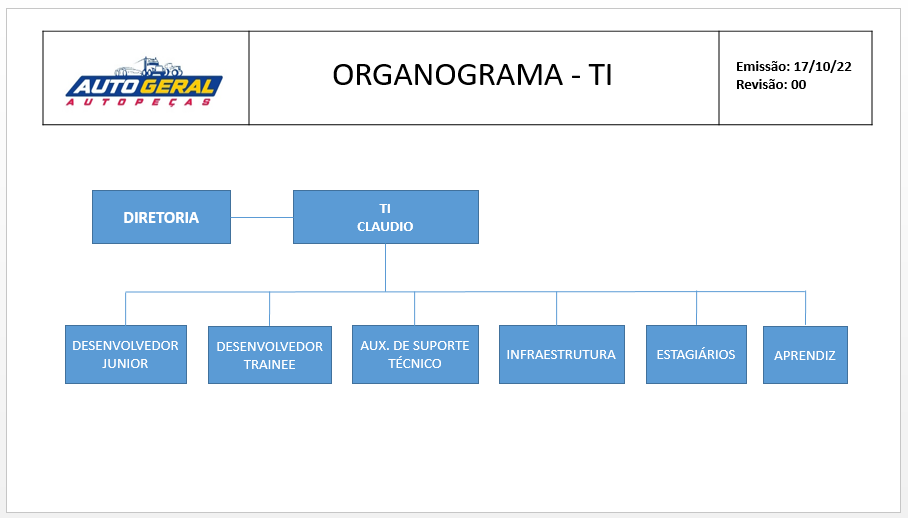 AUTO GERAL
AUTOPEÇAS
ORGANOGRAMA - TI
Emissão: 17/10/22
Revisão: 00
DIRETORIA
TI
CLAUDIO
DESENVOLVEDOR
JUNIOR
DESENVOLVEDOR
TRAINEE
AUX. DE SUPORTE
TÉCNICO
INFRAESTRUTURA
ESTAGIÁRIOS
APRENDIZ